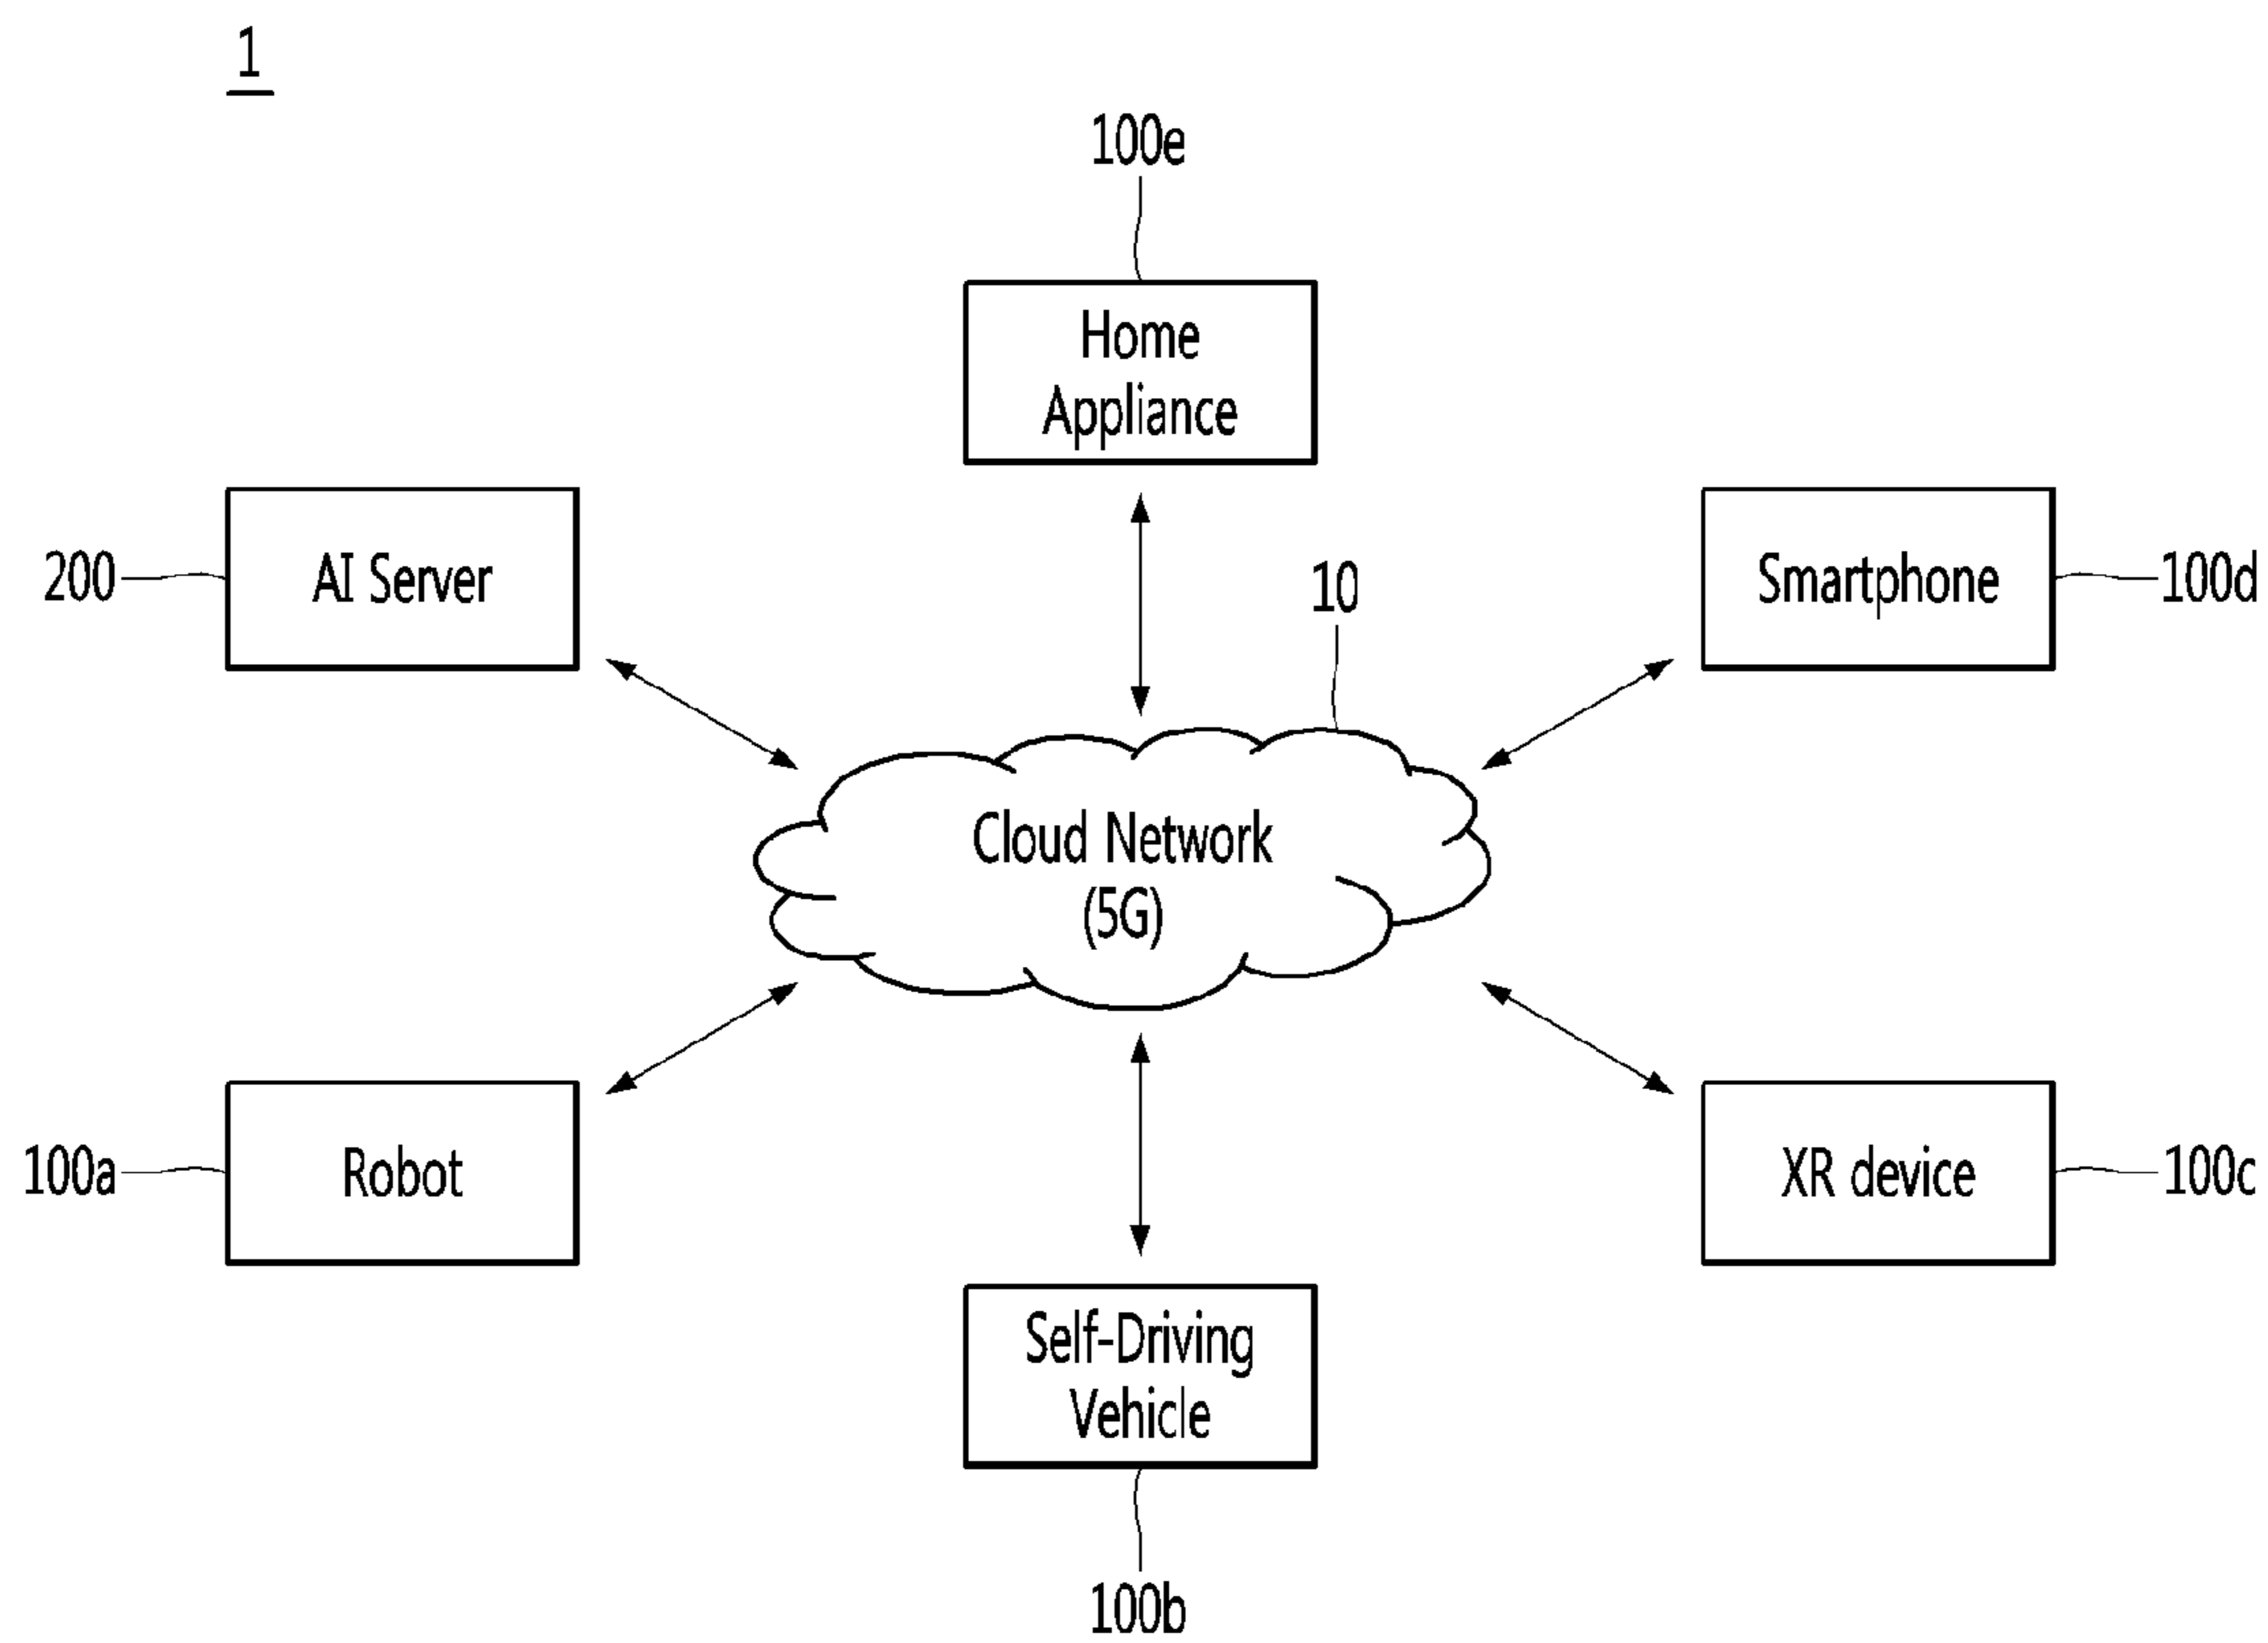 1
100e
Home
Appliance
200
AI Server
10
Smartphone
100d
Cloud Network
(5G)
100a
Robot
XR device
100c
Self-Driving
Vehicle
100b